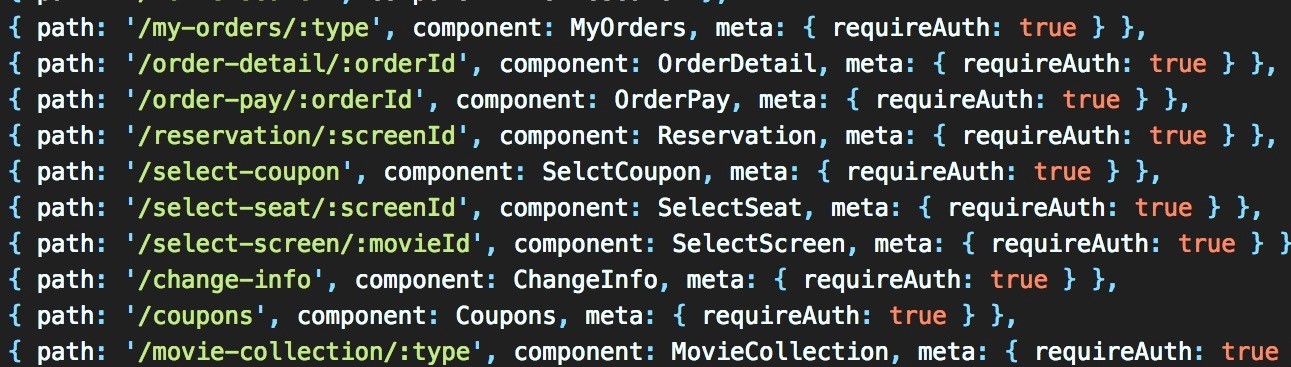 { path: '/my-orders/:type', component: MyOrders, meta: { requireAuth: true } },
{ path: '/order-detail/:orderId', component: OrderDetail, meta: { requireAuth: true } },
{ path: '/order-pay/:orderId', component: OrderPay, meta: { requireAuth: true } },
{ path: '/reservation/:screenId', component: Reservation, meta: { requireAuth: true } },
{ path: '/select-coupon', component: SelctCoupon, meta: { requireAuth: true } },
{ path: '/select-seat/:screenId', component: SelectSeat, meta: { requireAuth: true } },
{ path: '/select-screen/:movieId', component: SelectScreen, meta: { requireAuth: true } }
{ path: '/change-info', component: ChangeInfo, meta: { requireAuth: true } },
{ path: '/coupons', component: Coupons, meta: { requireAuth: true } },
{ path: '/movie-collection/:type', component: MovieCollection, meta: { requireAuth: true